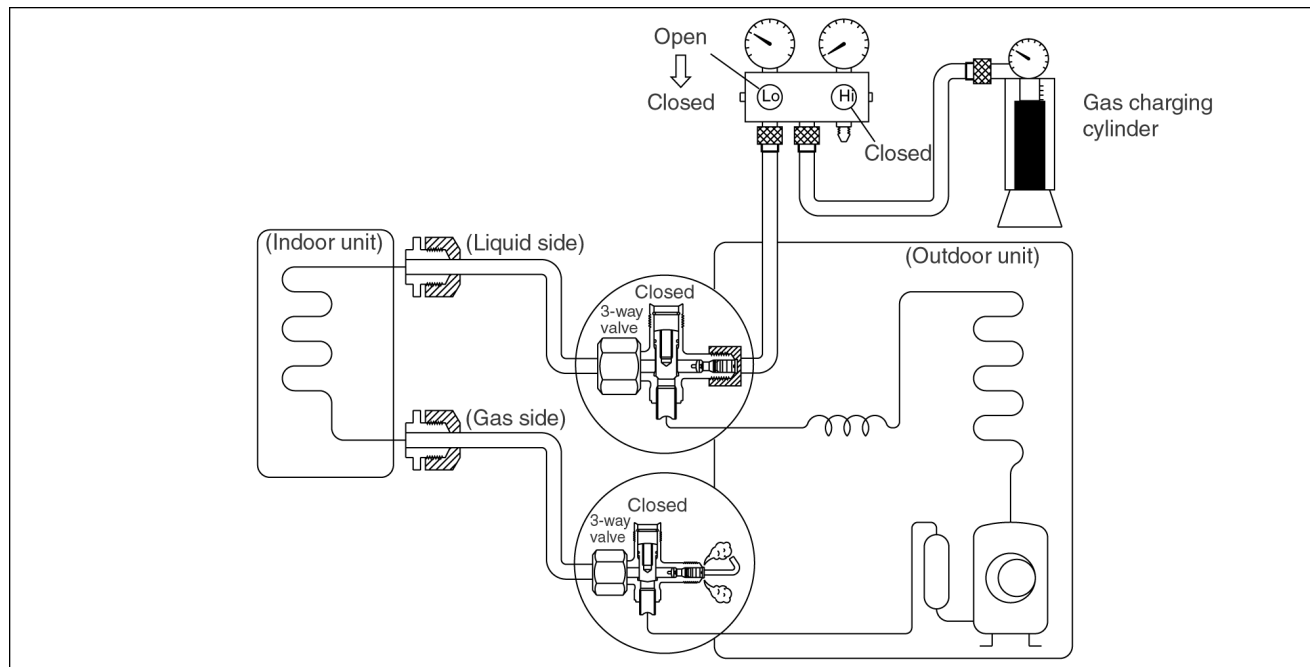 Open
Closed
Lo
Hi
Closed
Gas charging
cylinder
(Indoor unit)
(Liquid side)
(Outdoor unit)
Closed
3-way
valve
(Gas side)
Closed
3-way
valve